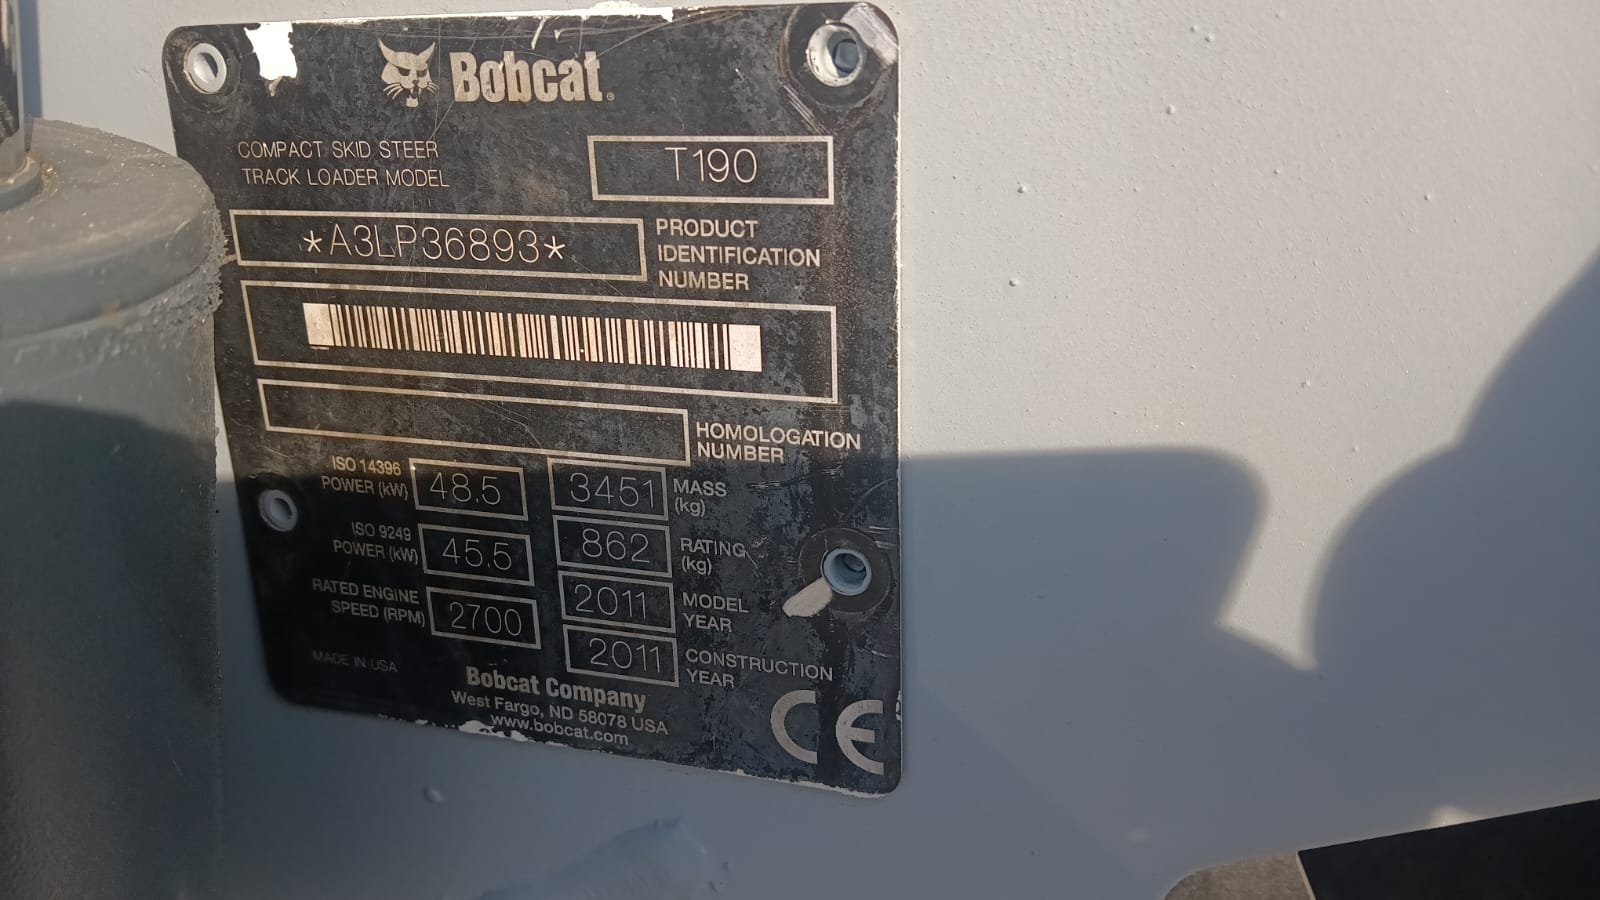 Bobcat®
COMPACT SKID STEER
TRACK LOADER MODEL
T190
*A3LP36893*
PRODUCT
IDENTIFICATION
NUMBER
HOMOLOGATION
NUMBER
ISO 14396
POWER (kW)
48.5
3451
MASS
(kg)
ISO 9249
POWER (kW)
45.5
862
RATING
(kg)
RATED ENGINE
SPEED (RPM)
2700
2011
MODEL
YEAR
2011
CONSTRUCTION
YEAR
MADE IN USA
Bobcat Company
West Fargo, ND 58078 USA
www.bobcat.com
CE